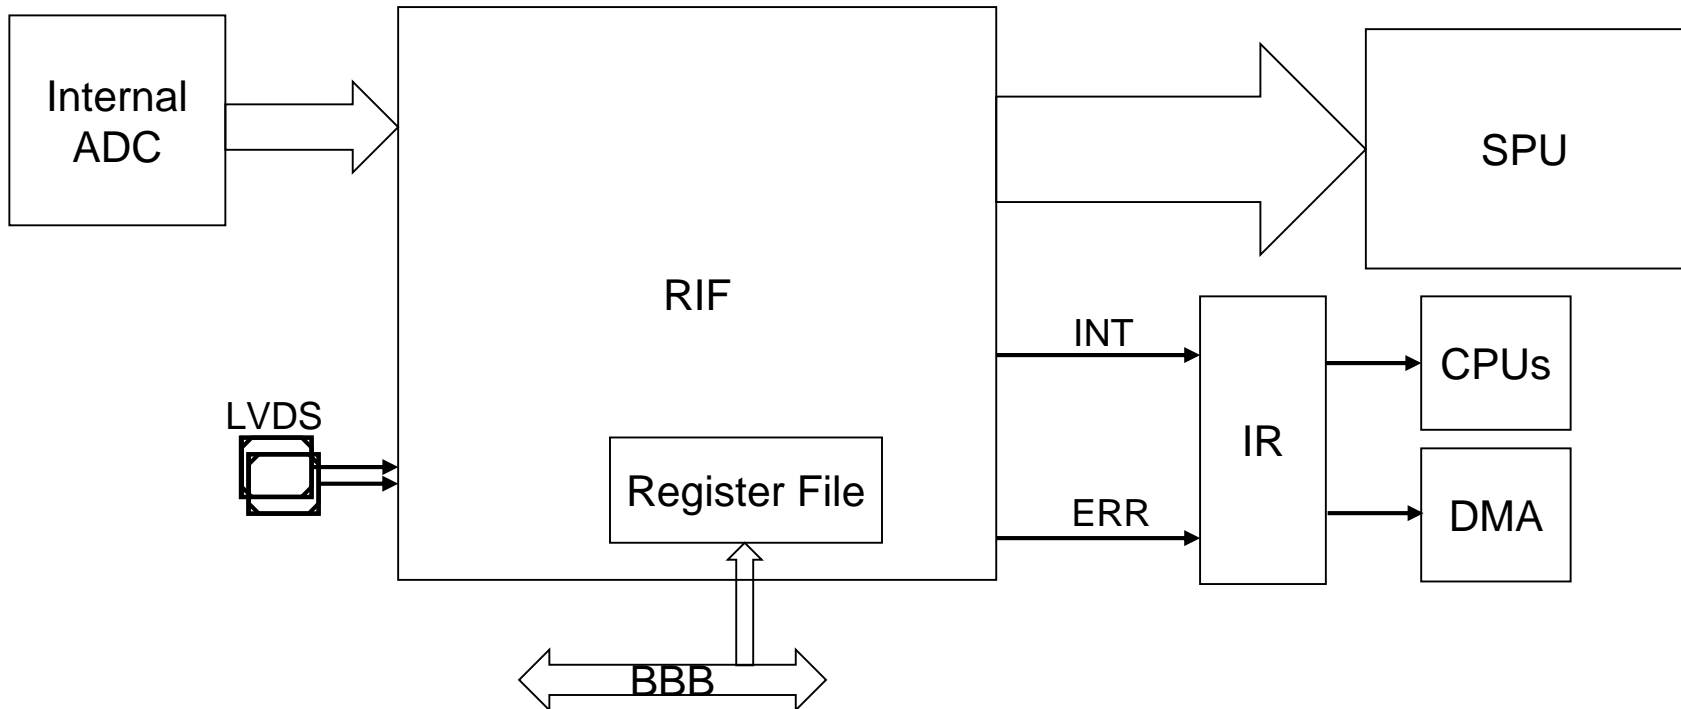 Internal
ADC
SPU
RIF
INT
CPUs
LVDS
IR
Register File
ERR
DMA
BBB